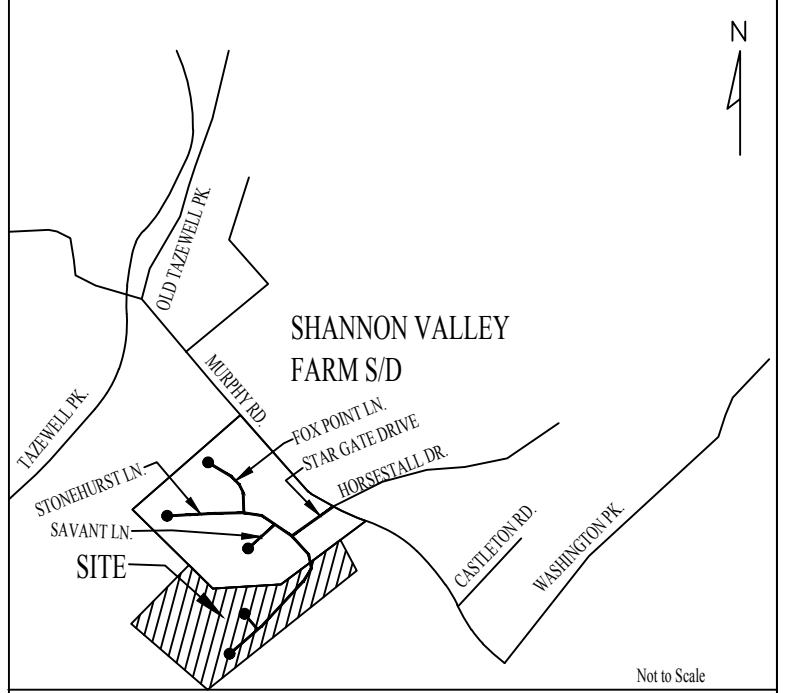 N
OLD TAZEWELL PK.
SHANNON VALLEY
FARM S/D
MURPHY RD.
TAZEWELL PK.
FOX POINT LN.
STAR GATE DRIVE
HORSESTALL DR.
STONEHURST LN.
SAVANT LN.
SITE
CASTLETON RD.
WASHINGTON PK.
Not to Scale